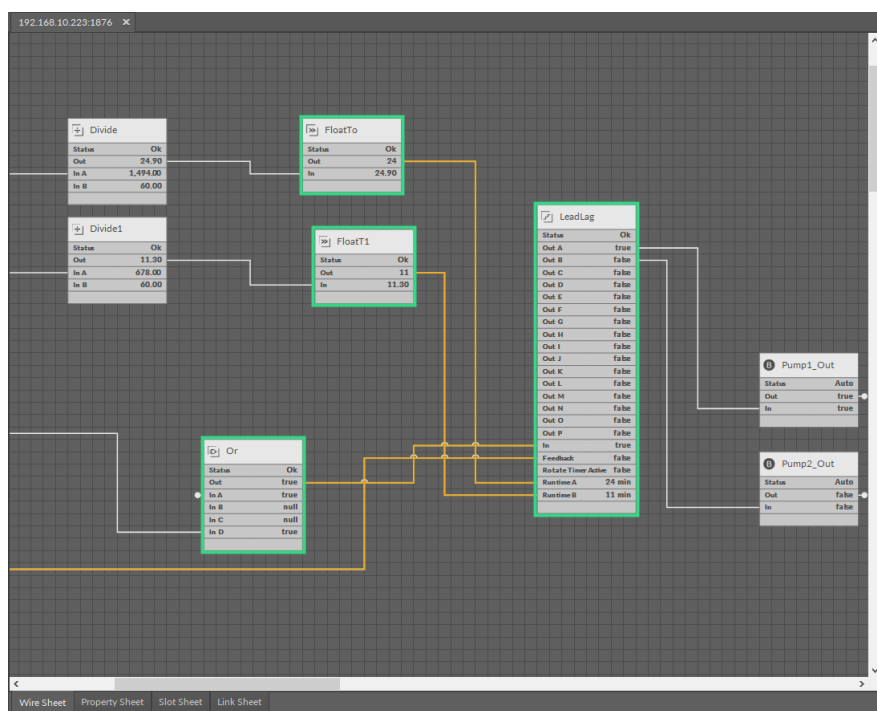 192.168.10.223:1876 ×
Divide
Status Ok
Out 24.90
In A 1,494.00
In B 60.00
FloatTo
Status Ok
Out 24
In 24.90
Divide1
Status Ok
Out 11.30
In A 678.00
In B 60.00
FloatT1
Status Ok
Out 11
In 11.30
LeadLag
Status Ok
Out A true
Out B false
Out C false
Out D false
Out E false
Out F false
Out G false
Out H false
Out I false
Out J false
Out K false
Out L false
Out M false
Out N false
Out O false
Out P false
In true
Feedback false
Rotate Timer Active false
Runtime A 24 min
Runtime B 11 min
Or
Status Ok
Out true
In A true
In B null
In C null
In D true
B Pump1_Out
Status Auto
Out true
In true
B Pump2_Out
Status Auto
Out false
In false
Wire Sheet Property Sheet Slot Sheet Link Sheet